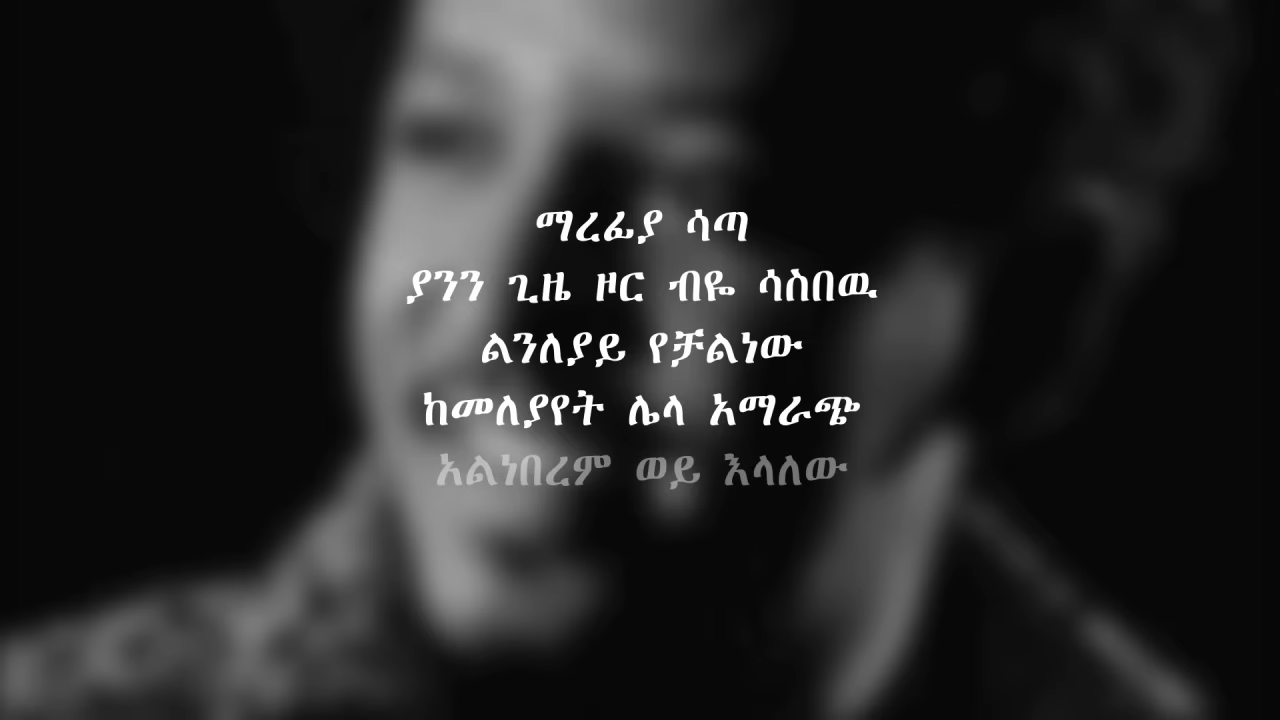 ማረፊያ ሳጣ
ያንን ጊዜ ዞር ብዬ ሳስበዉ
ልንለያይ የቻልነው
ከመለያየት ሌላ አማራጭ
አልነበረም ወይ እላለው